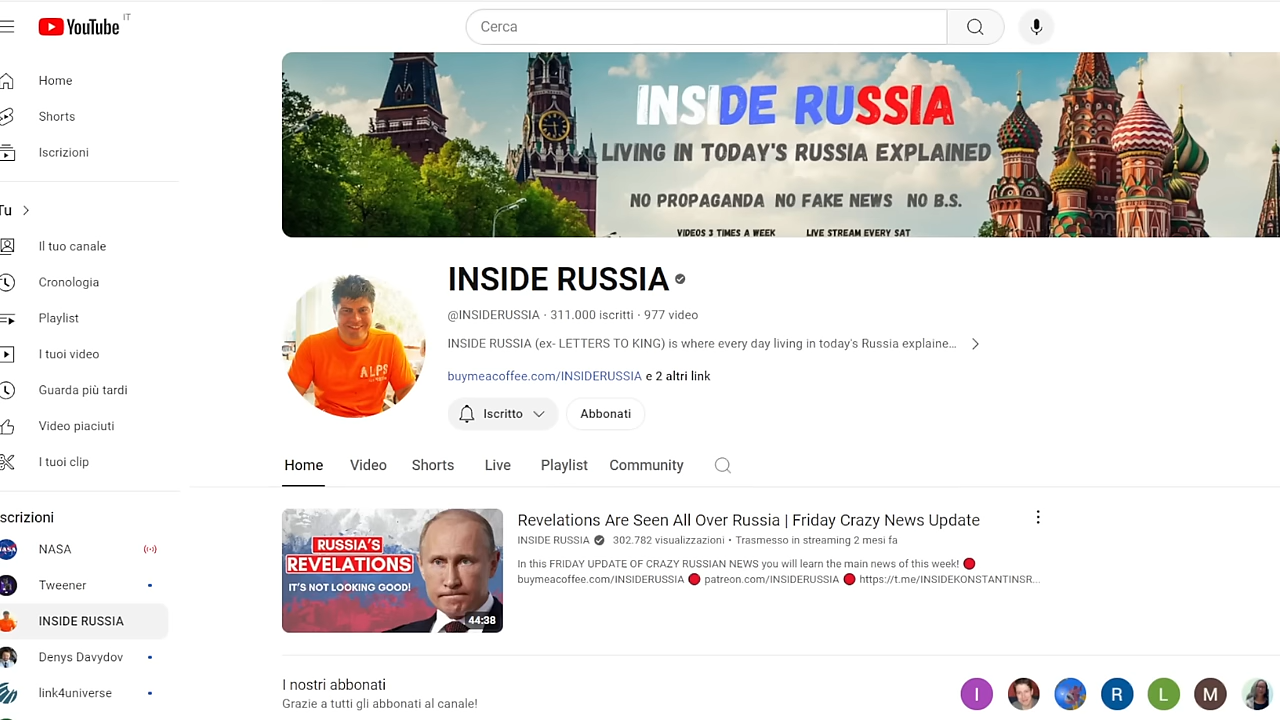 YouTube IT
Cerca
Home
Shorts
Iscrizioni
Tu
Il tuo canale
Cronologia
Playlist
I tuoi video
Guarda più tardi
Video piaciuti
I tuoi clip
scrizioni
NASA
Tweener
INSIDE RUSSIA
Denys Davydov
link4universe
INSIDE RUSSIA
LIVING IN TODAY'S RUSSIA EXPLAINED
NO PROPAGANDA NO FAKE NEWS NO B.S.
VIDEOS 3 TIMES A WEEK LIVE STREAM EVERY SAT
ALPS
INSIDE RUSSIA
@INSIDERUSSIA · 311.000 iscritti · 977 video
INSIDE RUSSIA (ex- LETTERS TO KING) is where every day living in today's Russia explaine...
buymeacoffee.com/INSIDERUSSIA e 2 altri link
Iscritto Abbonati
Home Video Shorts Live Playlist Community
RUSSIA'S
REVELATIONS
IT'S NOT LOOKING GOOD!
44:38
Revelations Are Seen All Over Russia | Friday Crazy News Update
INSIDE RUSSIA 302.782 visualizzazioni • Trasmesso in streaming 2 mesi fa
In this FRIDAY UPDATE OF CRAZY RUSSIAN NEWS you will learn the main news of this week! 🔴
buymeacoffee.com/INSIDERUSSIA 🔴 patreon.com/INSIDERUSSIA 🔴 https://t.me/INSIDEKONSTANTINSR...
I nostri abbonati
Grazie a tutti gli abbonati al canale!
I R L M